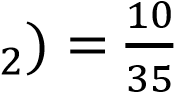 ₂) = 10/35